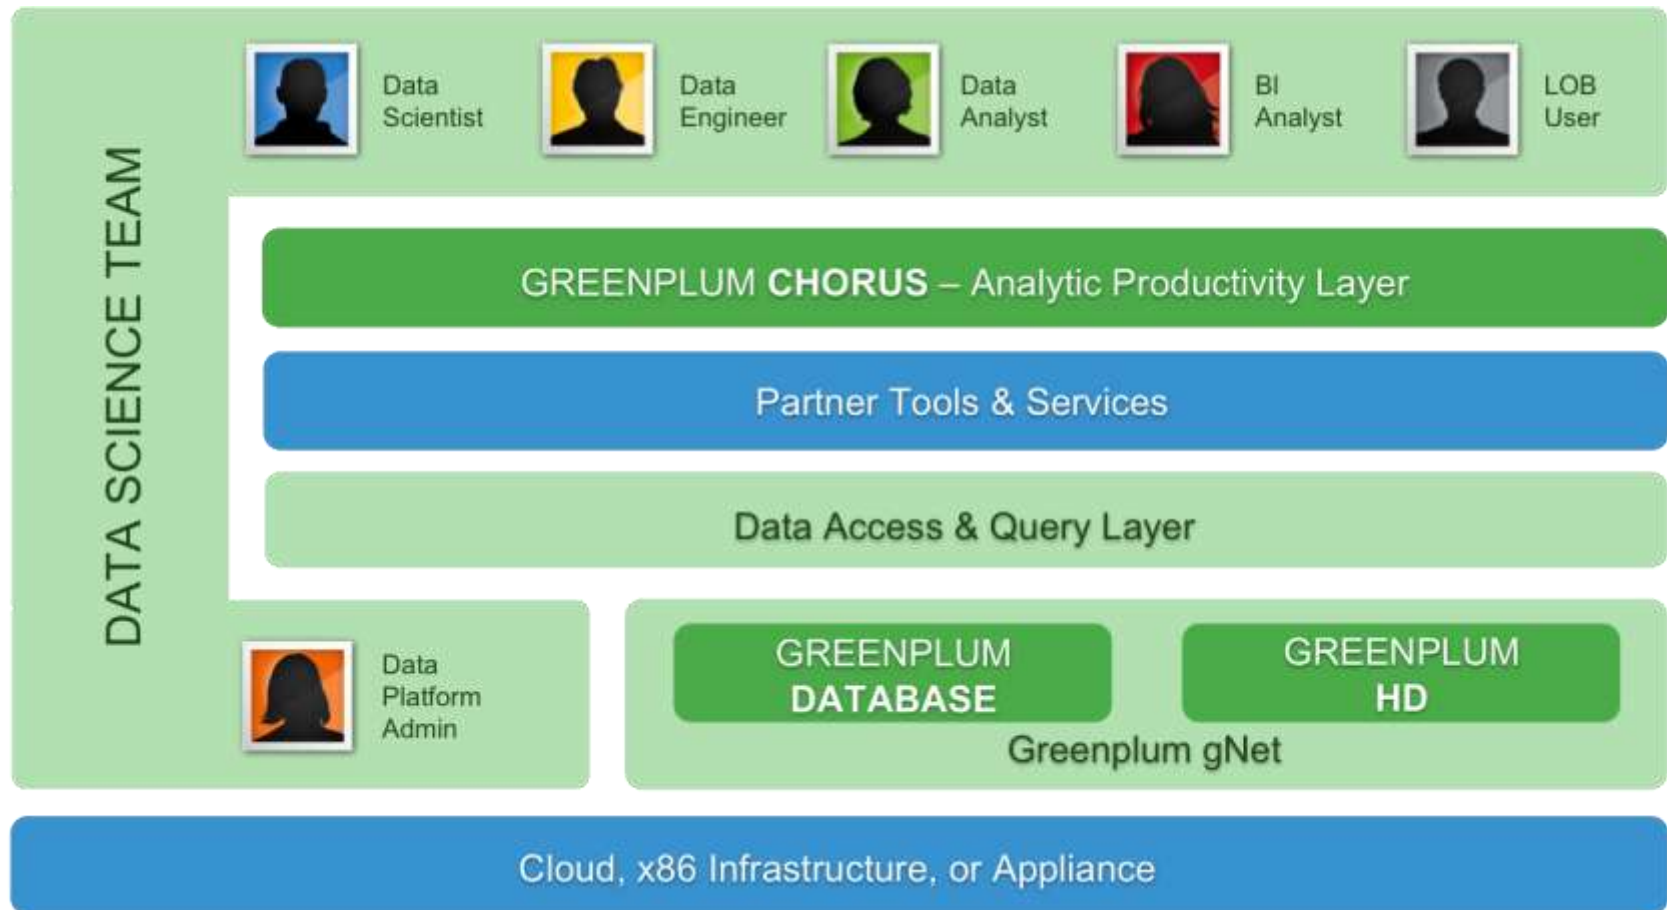 DATA SCIENCE TEAM
Data
Scientist
Data
Engineer
Data
Analyst
BI
Analyst
LOB
User
GREENPLUM CHORUS – Analytic Productivity Layer
Partner Tools & Services
Data Access & Query Layer
Data
Platform
Admin
GREENPLUM
DATABASE
GREENPLUM
HD
Greenplum gNet
Cloud, x86 Infrastructure, or Appliance